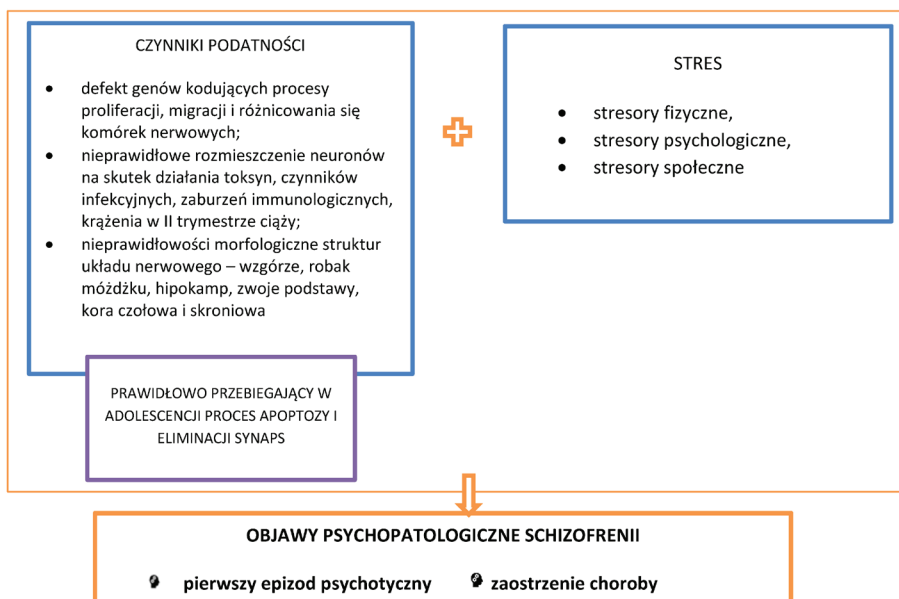 CZYNNIKI PODATNOŚCI
• defekt genów kodujących procesy
proliferacji, migracji i różnicowania się
komórek nerwowych;
• nieprawidłowe rozmieszczenie neuronów
na skutek działania toksyn, czynników
infekcyjnych, zaburzeń immunologicznych,
krążenia w II trymestrze ciąży;
• nieprawidłowości morfologiczne struktur
układu nerwowego – wzgórze, robak
móżdżku, hipokamp, zwoje podstawy,
kora czołowa i skroniowa
PRAWIDŁOWO PRZEBIEGAJĄCY W
ADOLESCENCJI PROCES APOPTOZY I
ELIMINACJI SYNAPS
STRES
• stresory fizyczne,
• stresory psychologiczne,
• stresory społeczne
OBJAWY PSYCHOPATOLOGICZNE SCHIZOFRENII
pierwszy epizod psychotyczny zaostrzenie choroby